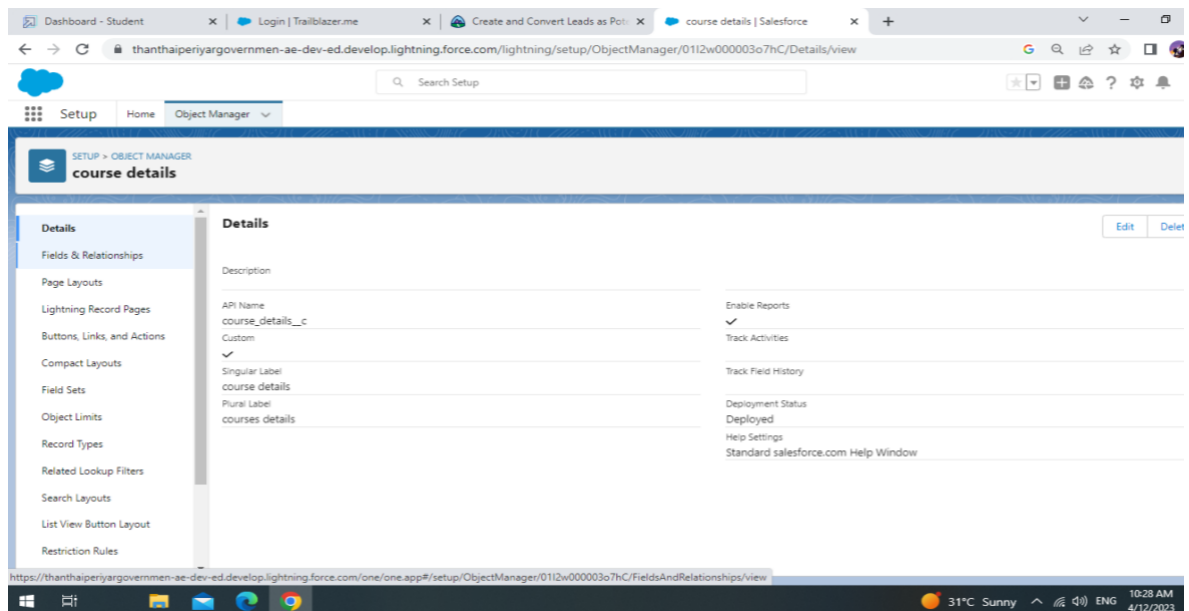 Dashboard - Student
Login | Trailblazer.me
Create and Convert Leads as Pot
course details | Salesforce
thanthaiperiyargovernmen-ae-dev-ed.develop.lightning.force.com/lightning/setup/ObjectManager/01I2w000003o7hC/Details/view
Search Setup
Setup
Home
Object Manager
SETUP > OBJECT MANAGER
course details
Details
Fields & Relationships
Page Layouts
Lightning Record Pages
Buttons, Links, and Actions
Compact Layouts
Field Sets
Object Limits
Record Types
Related Lookup Filters
Search Layouts
List View Button Layout
Restriction Rules
Details
Edit
Delet
Description
API Name
course_details__c
Custom
Singular Label
course details
Plural Label
courses details
Enable Reports
Track Activities
Track Field History
Deployment Status
Deployed
Help Settings
Standard salesforce.com Help Window
https://thanthaiperiyargovernmen-ae-dev-ed.develop.lightning.force.com/one/one.app#/setup/ObjectManager/01I2w000003o7hC/FieldsAndRelationships/view
31°C Sunny
ENG
10:28 AM
4/12/2023